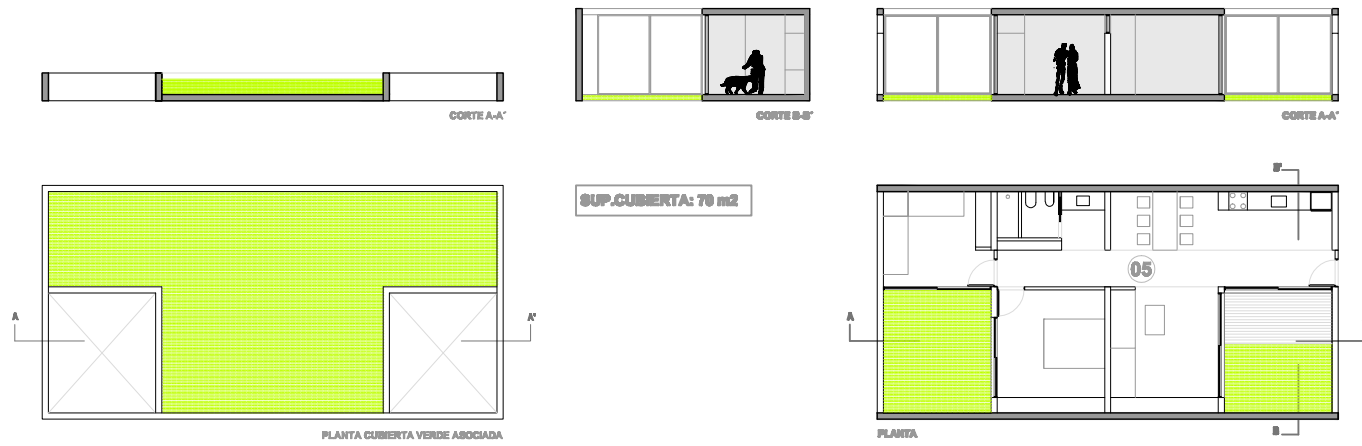 CORTE A-A'
CORTE B-B'
CORTE A-A'
SUP.CUBIERTA: 70 m2
B'
05
A
A'
A
B
PLANTA CUBIERTA VERDE ASOCIADA
PLANTA